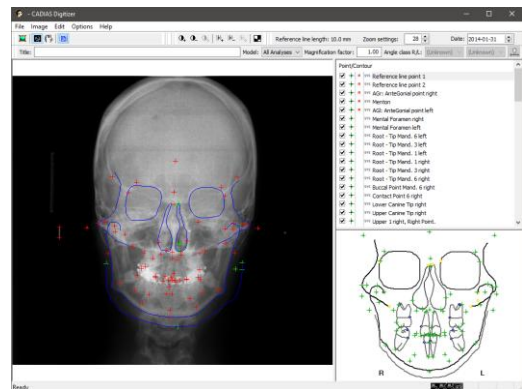 - CADIAS Digitizer
File Image Edit Options Help
Reference line length: 10.0 mm Zoom settings: 28 Date: 2014-01-31
Title: Model: All Analyses Magnification factor: 1.00 Angle class R/L: (Unknown) (Unknown)
Point/Contour
Reference line point 1
Reference line point 2
AGr: AnteGonial point right
Menton
AGl: AnteGonial point left
Mental Foramen right
Mental Foramen left
Root - Tip Mand. 6 left
Root - Tip Mand. 3 left
Root - Tip Mand. 1 left
Root - Tip Mand. 1 right
Root - Tip Mand. 3 right
Root - Tip Mand. 6 right
Buccal Point Mand. 6 right
Contact Point 6 right
Lower Canine Tip right
Upper Canine Tip right
Upper 1 right, Right Point.
R L
Ready